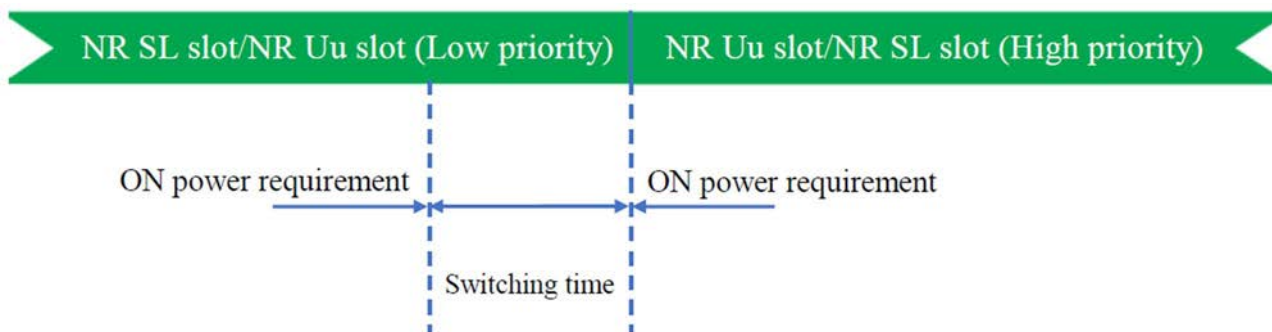 NR SL slot/NR Uu slot (Low priority)
NR Uu slot/NR SL slot (High priority)
ON power requirement
ON power requirement
Switching time